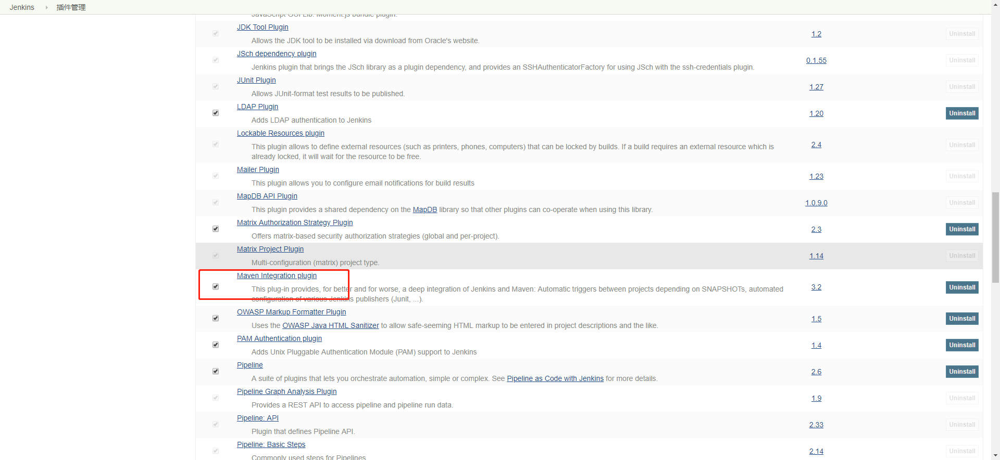 Jenkins 插件管理
JavaScript GUI Lib: Moment.js bundle plugin.
JDK Tool Plugin
Allows the JDK tool to be installed via download from Oracle's website.
1.2
Uninstall
JSch dependency plugin
Jenkins plugin that brings the JSch library as a plugin dependency, and provides an SSHAuthenticatorFactory for using JSch with the ssh-credentials plugin.
0.1.55
Uninstall
JUnit Plugin
Allows JUnit-format test results to be published.
1.27
Uninstall
LDAP Plugin
Adds LDAP authentication to Jenkins
1.20
Uninstall
Lockable Resources plugin
This plugin allows to define external resources (such as printers, phones, computers) that can be locked by builds. If a build requires an external resource which is
already locked, it will wait for the resource to be free.
2.4
Uninstall
Mailer Plugin
This plugin allows you to configure email notifications for build results
1.23
Uninstall
MapDB API Plugin
This plugin provides a shared dependency on the MapDB library so that other plugins can co-operate when using this library.
1.0.9.0
Uninstall
Matrix Authorization Strategy Plugin
Offers matrix-based security authorization strategies (global and per-project).
2.3
Uninstall
Matrix Project Plugin
Multi-configuration (matrix) project type.
1.14
Uninstall
Maven Integration plugin
This plug-in provides, for better and for worse, a deep integration of Jenkins and Maven: Automatic triggers between projects depending on SNAPSHOTs, automated
configuration of various Jenkins publishers (Junit, ...).
3.2
Uninstall
OWASP Markup Formatter Plugin
Uses the OWASP Java HTML Sanitizer to allow safe-seeming HTML markup to be entered in project descriptions and the like.
1.5
Uninstall
PAM Authentication plugin
Adds Unix Pluggable Authentication Module (PAM) support to Jenkins
1.4
Uninstall
Pipeline
A suite of plugins that lets you orchestrate automation, simple or complex. See Pipeline as Code with Jenkins for more details.
2.6
Uninstall
Pipeline Graph Analysis Plugin
Provides a REST API to access pipeline and pipeline run data.
1.9
Uninstall
Pipeline: API
Plugin that defines Pipeline API.
2.33
Uninstall
Pipeline: Basic Steps
Commonly used steps for Pipelines
2.14
Uninstall